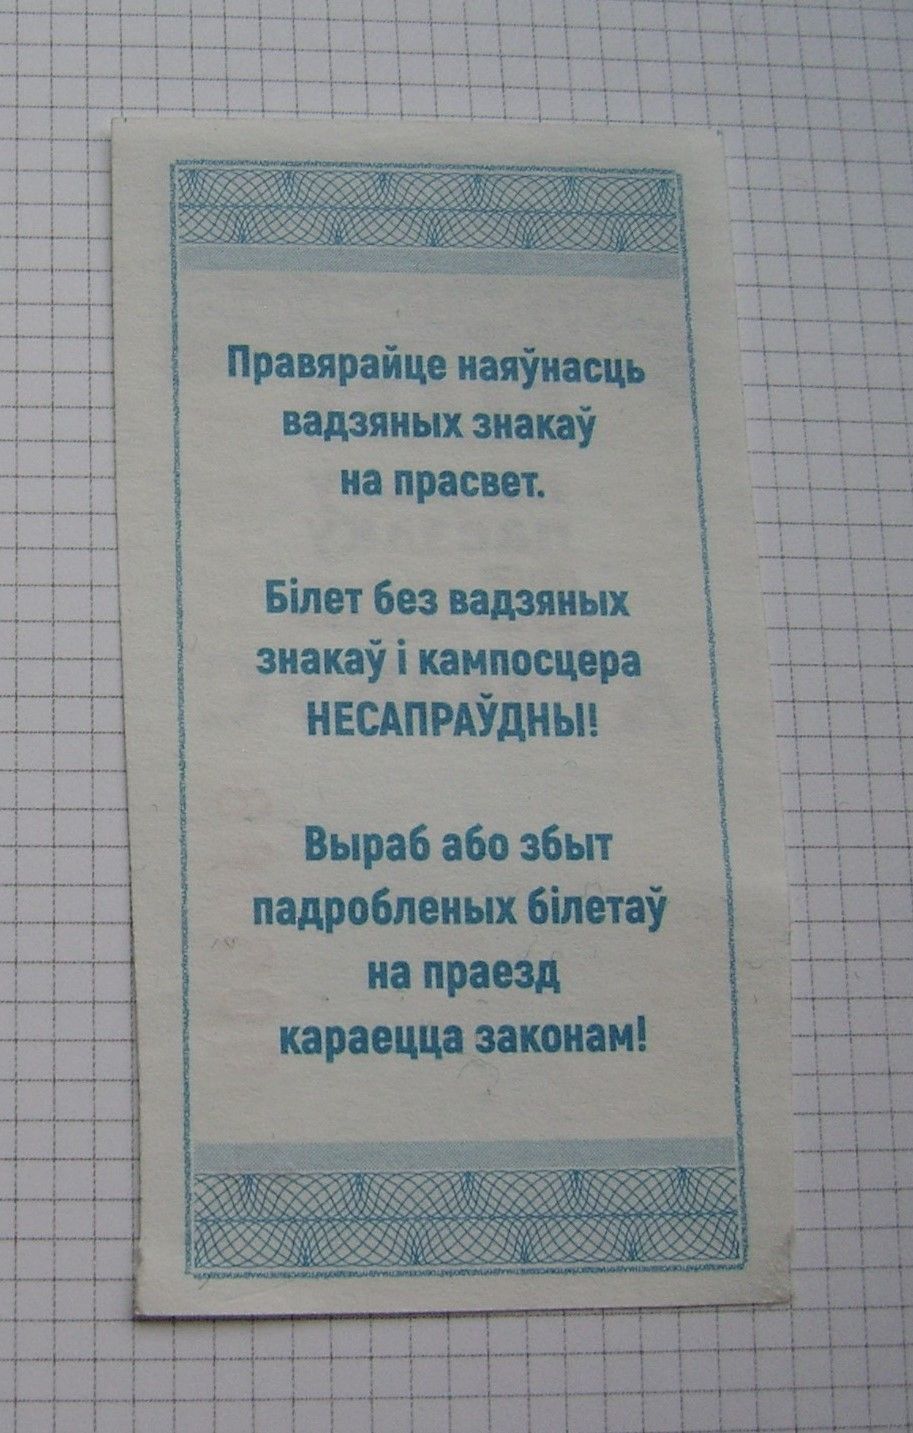 Правярайце наяўнасць
вадзяных знакаў
на прасвет.
Білет без вадзяных
знакаў і кампосцера
НЕСАПРАЎДНЫ!
Выраб або збыт
падробленых білетаў
на праезд
караецца законам!